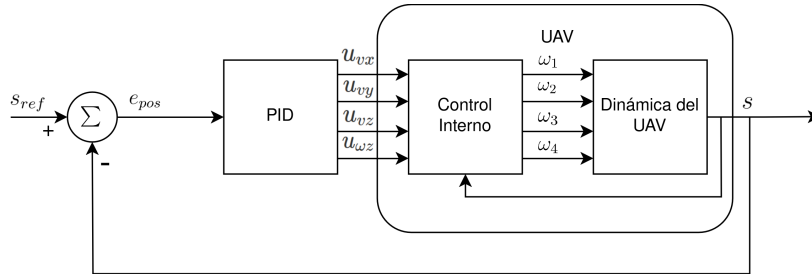 UAV
s_ref
+
Σ
-
e_pos
PID
u_vx
u_vy
u_vz
u_ωz
Control
Interno
ω_1
ω_2
ω_3
ω_4
Dinámica del
UAV
s